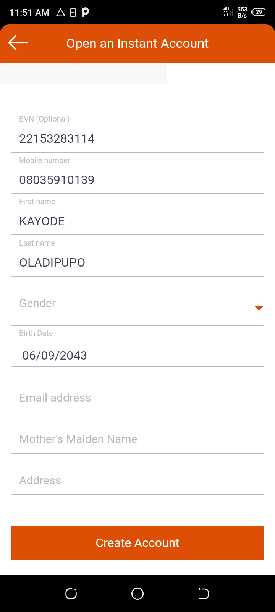 11:51 AM
29
Open an Instant Account
BVN (Optional)
22153283114
Mobile number
08035910139
First name
KAYODE
Last name
OLADIPUPO
Gender
Birth Date
06/09/2043
Email address
Mother's Maiden Name
Address
Create Account